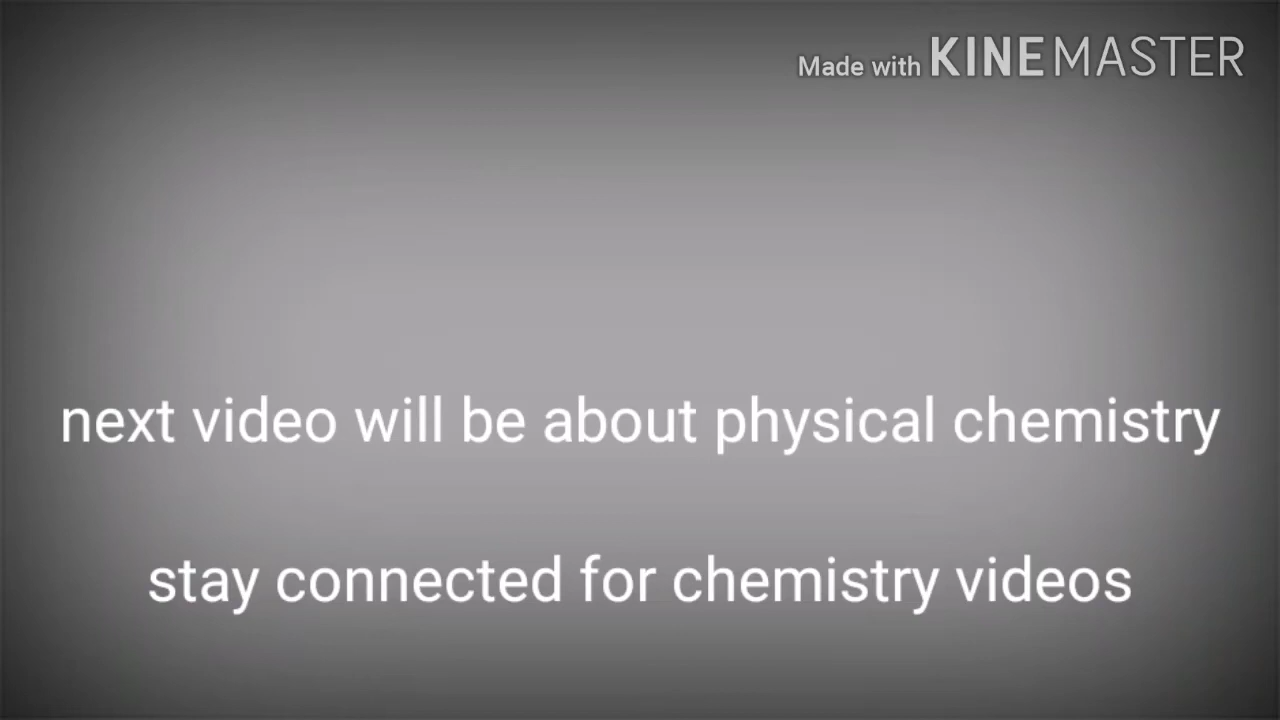 Made with KINEMASTER
next video will be about physical chemistry
stay connected for chemistry videos